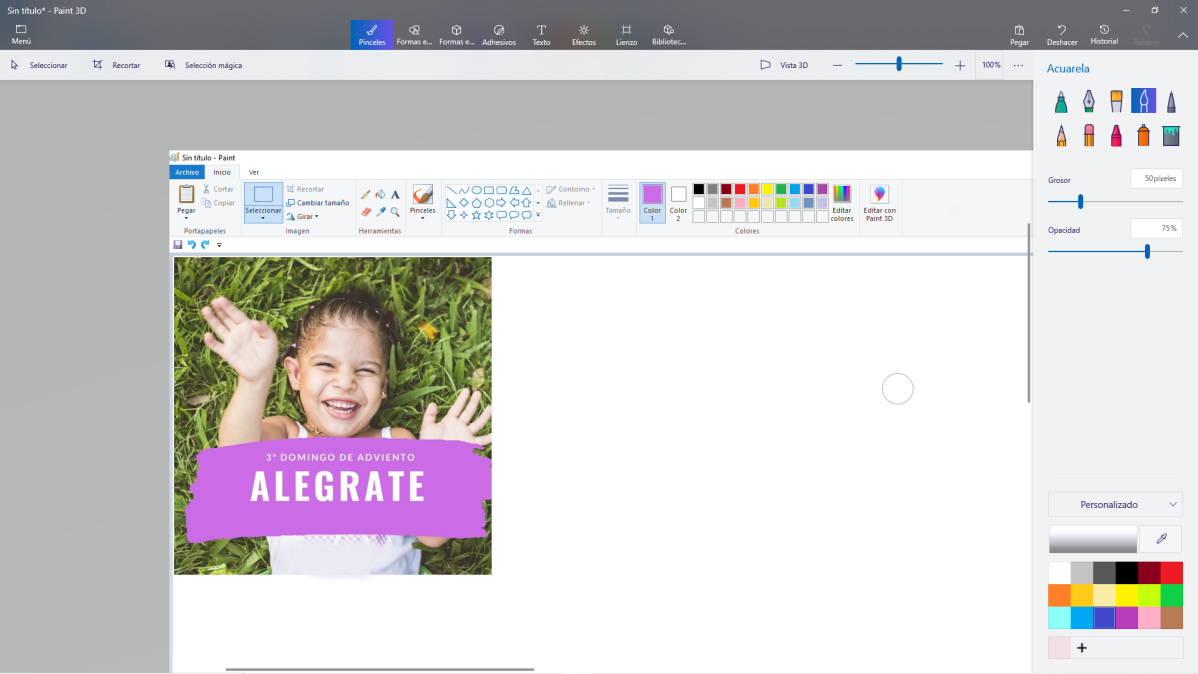 Sin título* - Paint 3D
Menú
Pinceles
Formas e...
Formas e...
Adhesivos
Texto
Efectos
Lienzo
Bibliotec...
Pegar
Deshacer
Historial
Rehacer
Seleccionar
Recortar
Selección mágica
Vista 3D
100%
Acuarela
Grosor
50píxeles
Opacidad
75%
Personalizado
Sin título - Paint
Archivo
Inicio
Ver
Pegar
Cortar
Copiar
Portapapeles
Seleccionar
Recortar
Cambiar tamaño
Girar
Imagen
A
Herramientas
Pinceles
Contorno
Rellenar
Formas
Tamaño
Color
1
Color
2
Editar
colores
Colores
Editar con
Paint 3D
3º DOMINGO DE ADVIENTO
ALEGRATE